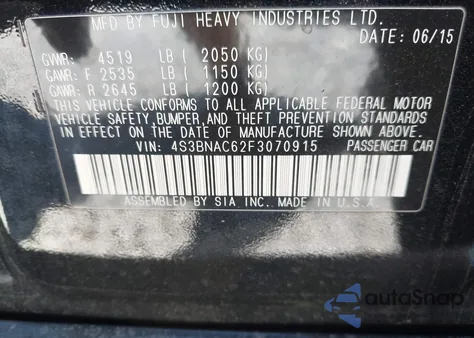 MFD BY FUJI HEAVY INDUSTRIES LTD.
DATE: 06/15
GVWR: 4519 LB ( 2050 KG)
GAWR: F 2535 LB ( 1150 KG)
GAWR: R 2645 LB ( 1200 KG)
THIS VEHICLE CONFORMS TO ALL APPLICABLE FEDERAL MOTOR
VEHICLE SAFETY, BUMPER, AND THEFT PREVENTION STANDARDS
IN EFFECT ON THE DATE OF MANUFACTURE SHOWN ABOVE.
VIN: 4S3BNAC62F3070915 PASSENGER CAR
MANUFACTURED BY SIA INC. MADE IN U.S.A.
autoSnap